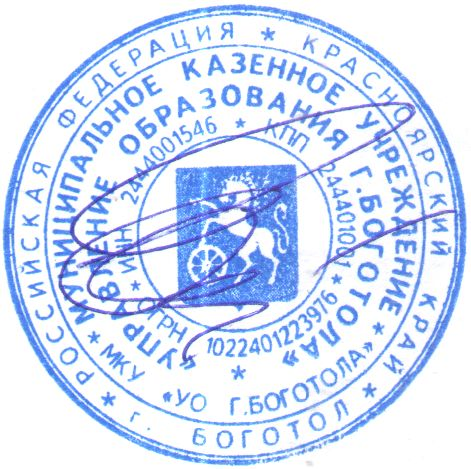 РОССИЙСКАЯ ФЕДЕРАЦИЯ * КРАСНОЯРСКИЙ КРАЙ *
* г. БОГОТОЛ *
МУНИЦИПАЛЬНОЕ КАЗЕННОЕ УЧРЕЖДЕНИЕ
* МКУ «УО Г.БОГОТОЛА» *
«УПРАВЛЕНИЕ ОБРАЗОВАНИЯ Г.БОГОТОЛА»
*
ИНН 2444001546 * КПП 244401001 * ОГРН 1022401223976 *